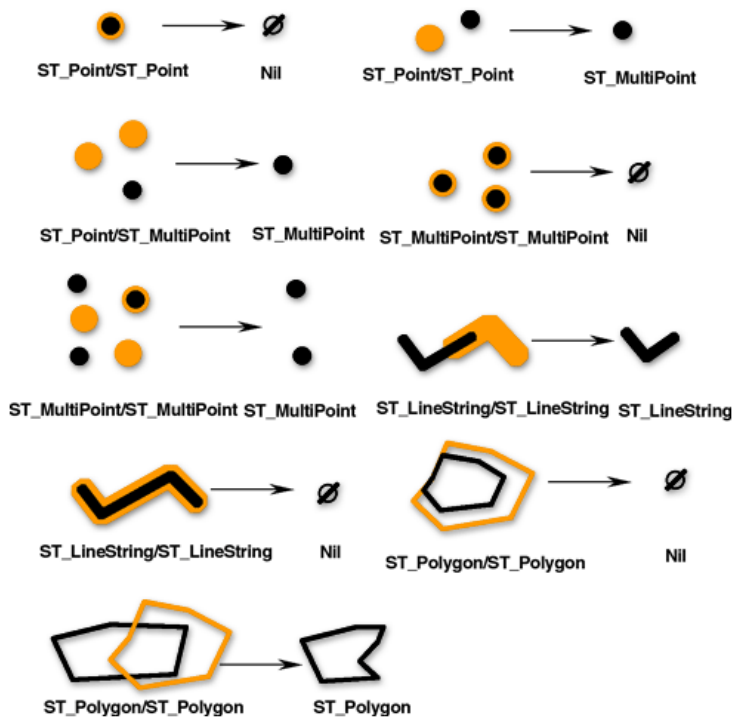 ST_Point/ST_Point Nil
ST_Point/ST_Point ST_MultiPoint
ST_Point/ST_MultiPoint ST_MultiPoint
ST_MultiPoint/ST_MultiPoint Nil
ST_MultiPoint/ST_MultiPoint ST_MultiPoint
ST_LineString/ST_LineString ST_LineString
ST_LineString/ST_LineString Nil
ST_Polygon/ST_Polygon Nil
ST_Polygon/ST_Polygon ST_Polygon